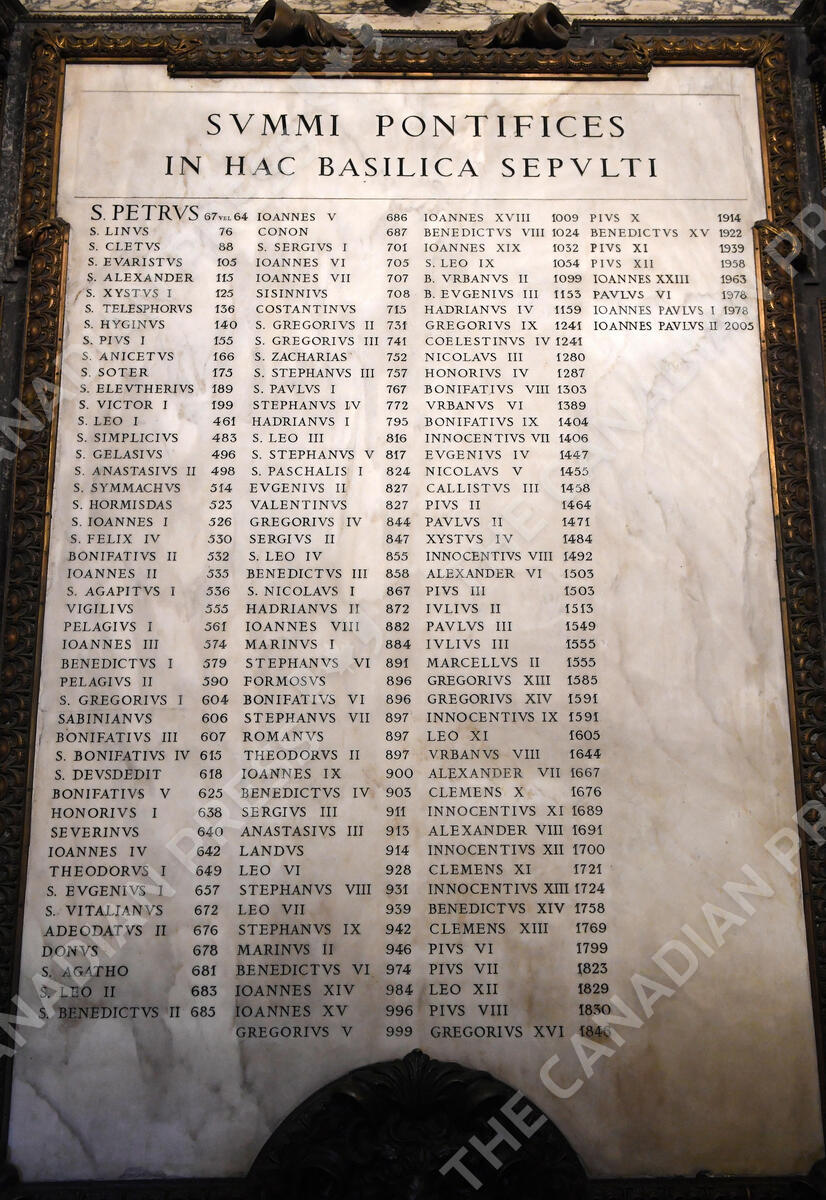 SVMMI PONTIFICES
IN HAC BASILICA SEPVLTI
S. PETRVS 67 VEL 64
S. LINVS 76
S. CLETVS 88
S. EVARISTVS 105
S. ALEXANDER 115
S. XYSTVS I 125
S. TELESPHORVS 136
S. HYGINVS 140
S. PIVS I 155
S. ANICETVS 166
S. SOTER 175
S. ELEVTHERIVS 189
S. VICTOR I 199
S. LEO I 461
S. SIMPLICIVS 483
S. GELASIVS 496
S. ANASTASIVS II 498
S. SYMMACHVS 514
S. HORMISDAS 523
S. IOANNES I 526
S. FELIX IV 530
BONIFATIVS II 532
IOANNES II 535
S. AGAPITVS I 536
VIGILIVS 555
PELAGIVS I 561
IOANNES III 574
BENEDICTVS I 579
PELAGIVS II 590
S. GREGORIVS I 604
SABINIANVS 606
BONIFATIVS III 607
S. BONIFATIVS IV 615
S. DEVSDEDIT 618
BONIFATIVS V 625
HONORIVS I 638
SEVERINVS 640
IOANNES IV 642
THEODORVS I 649
S. EVGENIVS I 657
S. VITALIANVS 672
ADEODATVS II 676
DONVS 678
S. AGATHO 681
S. LEO II 683
S. BENEDICTVS II 685
IOANNES V 686
CONON 687
S. SERGIVS I 701
IOANNES VI 705
IOANNES VII 707
SISINNIVS 708
COSTANTINVS 715
S. GREGORIVS II 731
S. GREGORIVS III 741
S. ZACHARIAS 752
S. STEPHANVS III 757
S. PAVLVS I 767
STEPHANVS IV 772
HADRIANVS I 795
S. LEO III 816
S. STEPHANVS V 817
S. PASCHALIS I 824
EVGENIVS II 827
VALENTINVS 827
GREGORIVS IV 844
SERGIVS II 847
S. LEO IV 855
BENEDICTVS III 858
S. NICOLAVS I 867
HADRIANVS II 872
IOANNES VIII 882
MARINVS I 884
STEPHANVS VI 891
FORMOSVS 896
BONIFATIVS VI 896
STEPHANVS VII 897
ROMANVS 897
THEODORVS II 897
IOANNES IX 900
BENEDICTVS IV 903
SERGIVS III 911
ANASTASIVS III 913
LANDVS 914
LEO VI 928
STEPHANVS VIII 931
LEO VII 939
STEPHANVS IX 942
MARINVS II 946
BENEDICTVS VI 974
IOANNES XIV 984
IOANNES XV 996
GREGORIVS V 999
IOANNES XVIII 1009
BENEDICTVS VIII 1024
IOANNES XIX 1032
S. LEO IX 1054
B. VRBANVS II 1099
B. EVGENIVS III 1153
HADRIANVS IV 1159
GREGORIVS IX 1241
COELESTINVS IV 1241
NICOLAVS III 1280
HONORIVS IV 1287
BONIFATIVS VIII 1303
VRBANVS VI 1389
BONIFATIVS IX 1404
INNOCENTIVS VII 1406
EVGENIVS IV 1447
NICOLAVS V 1455
CALLISTVS III 1458
PIVS II 1464
PAVLVS II 1471
XYSTVS IV 1484
INNOCENTIVS VIII 1492
ALEXANDER VI 1503
PIVS III 1503
IVLIVS II 1513
PAVLVS III 1549
IVLIVS III 1555
MARCELLVS II 1555
GREGORIVS XIII 1585
GREGORIVS XIV 1591
INNOCENTIVS IX 1591
LEO XI 1605
VRBANVS VIII 1644
ALEXANDER VII 1667
CLEMENS X 1676
INNOCENTIVS XI 1689
ALEXANDER VIII 1691
INNOCENTIVS XII 1700
CLEMENS XI 1721
INNOCENTIVS XIII 1724
BENEDICTVS XIV 1758
CLEMENS XIII 1769
PIVS VI 1799
PIVS VII 1823
LEO XII 1829
PIVS VIII 1830
GREGORIVS XVI 1846
PIVS X 1914
BENEDICTVS XV 1922
PIVS XI 1939
PIVS XII 1958
IOANNES XXIII 1963
PAVLVS VI 1978
IOANNES PAVLVS I 1978
IOANNES PAVLVS II 2005
THE CANADIAN PRESS
THE CANADIAN PR